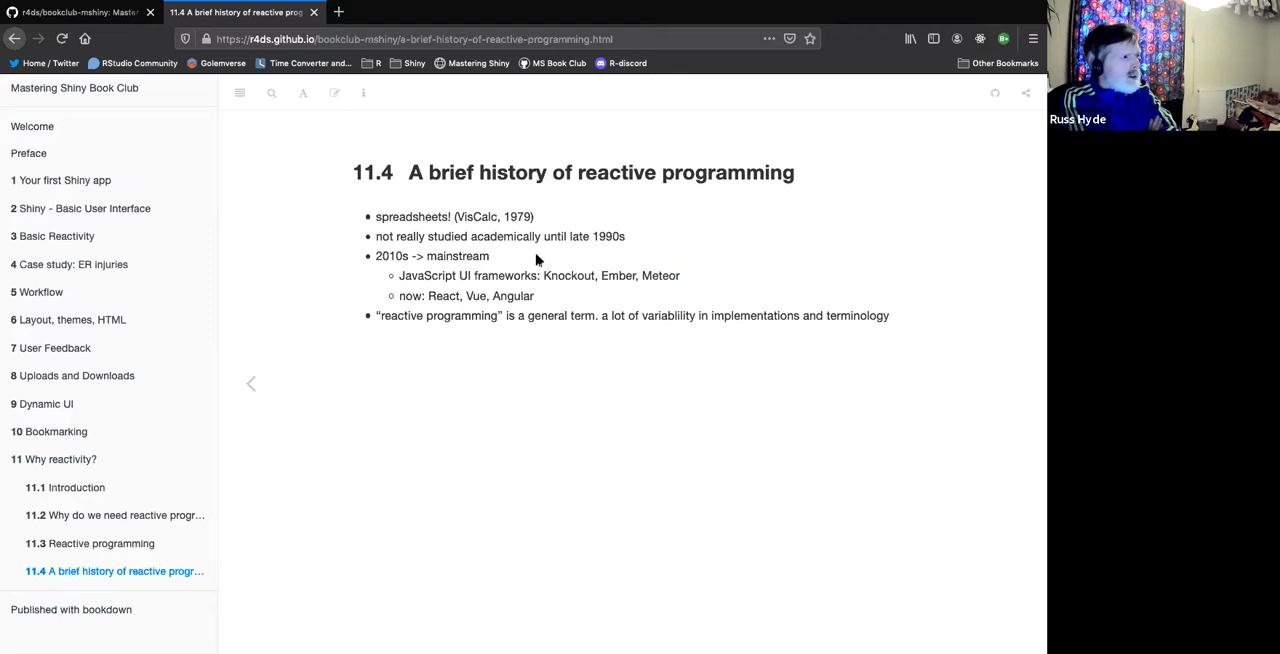 r4ds/bookclub-mshiny: Master
11.4 A brief history of reactive prog
https://r4ds.github.io/bookclub-mshiny/a-brief-history-of-reactive-programming.html
Home / Twitter
RStudio Community
Golemverse
Time Converter and...
R
Shiny
Mastering Shiny
MS Book Club
R-discord
Other Bookmarks
Mastering Shiny Book Club
Welcome
Preface
1 Your first Shiny app
2 Shiny - Basic User Interface
3 Basic Reactivity
4 Case study: ER injuries
5 Workflow
6 Layout, themes, HTML
7 User Feedback
8 Uploads and Downloads
9 Dynamic UI
10 Bookmarking
11 Why reactivity?
11.1 Introduction
11.2 Why do we need reactive progr...
11.3 Reactive programming
11.4 A brief history of reactive progr...
Published with bookdown
11.4 A brief history of reactive programming
• spreadsheets! (VisCalc, 1979)
• not really studied academically until late 1990s
• 2010s -> mainstream
○ JavaScript UI frameworks: Knockout, Ember, Meteor
○ now: React, Vue, Angular
• “reactive programming” is a general term. a lot of variablility in implementations and terminology
Russ Hyde